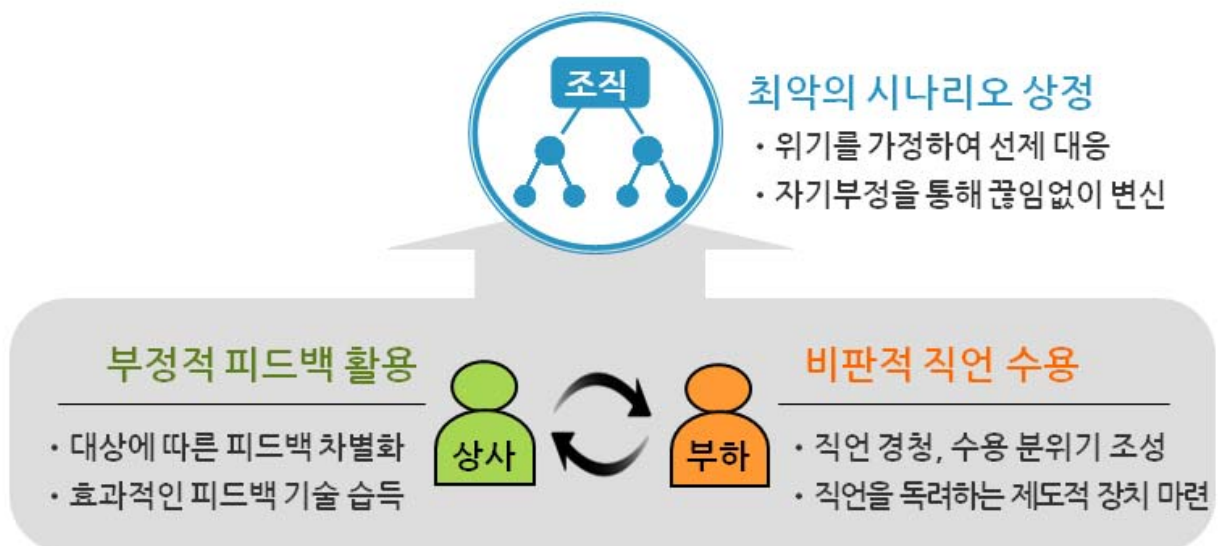 조직
최악의 시나리오 상정
• 위기를 가정하여 선제 대응
• 자기부정을 통해 끊임없이 변신
부정적 피드백 활용
• 대상에 따른 피드백 차별화
• 효과적인 피드백 기술 습득
상사
부하
비판적 직언 수용
• 직언 경청, 수용 분위기 조성
• 직언을 독려하는 제도적 장치 마련